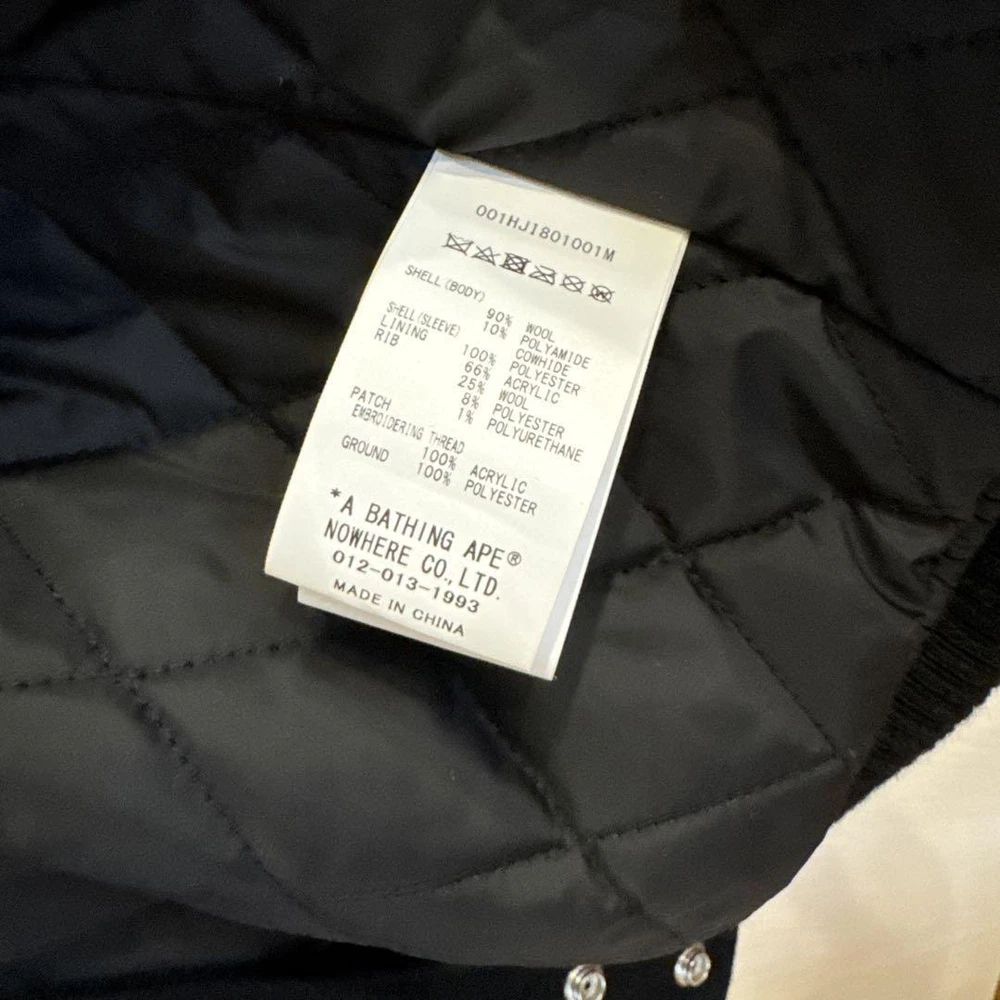 001HJ1801001M
SHELL(BODY)
90% WOOL
10% POLYAMIDE
SHELL(SLEEVE) COWHIDE
LINING 100% POLYESTER
RIB 66% ACRYLIC
25% WOOL
8% POLYESTER
1% POLYURETHANE
PATCH
EMBROIDERING THREAD
100% ACRYLIC
GROUND 100% POLYESTER
*A BATHING APE®
NOWHERE CO.,LTD.
012-013-1993
MADE IN CHINA